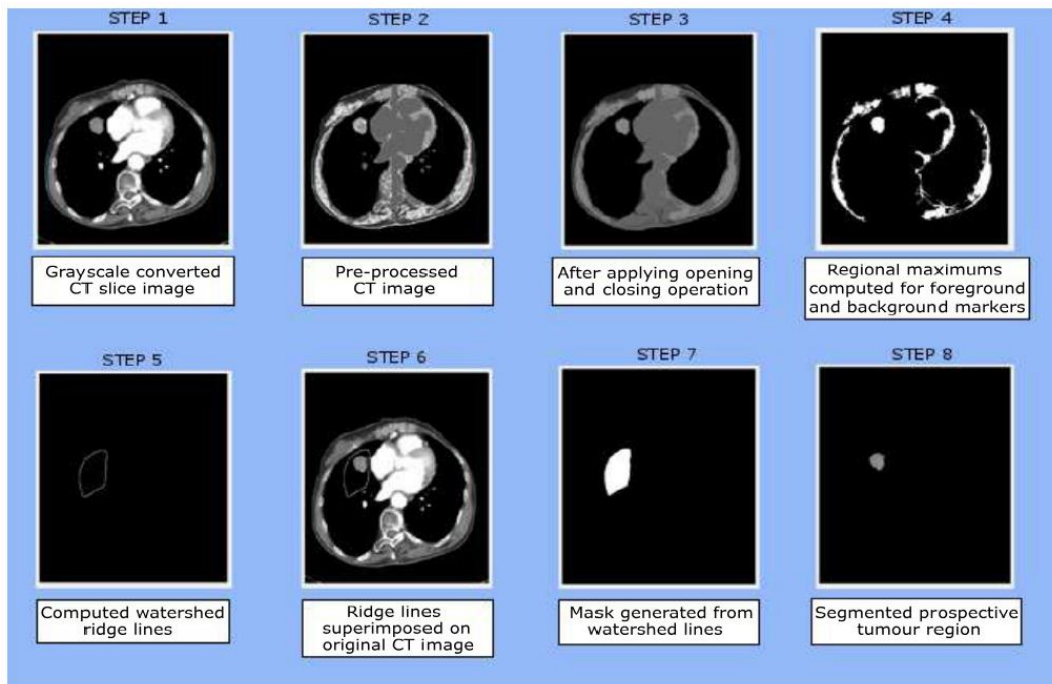 STEP 1
STEP 2
STEP 3
STEP 4
Grayscale converted
CT slice image
Pre-processed
CT image
After applying opening
and closing operation
Regional maximums
computed for foreground
and background markers
STEP 5
STEP 6
STEP 7
STEP 8
Computed watershed
ridge lines
Ridge lines
superimposed on
original CT image
Mask generated from
watershed lines
Segmented prospective
tumour region